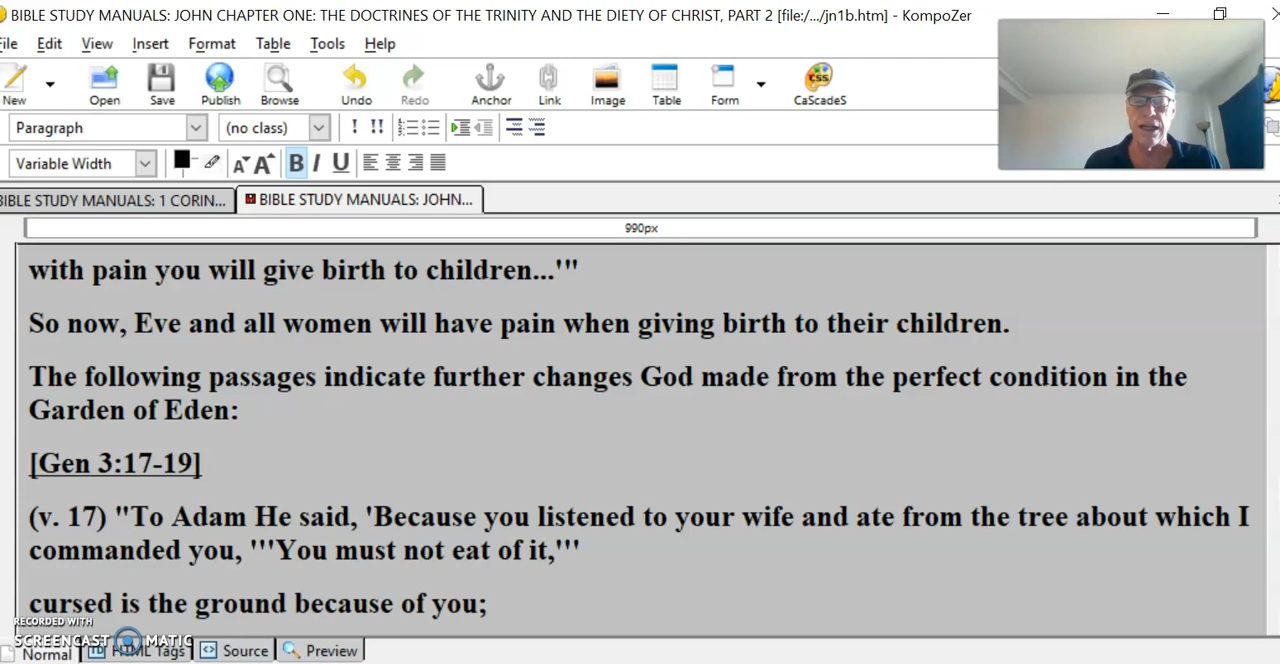 BIBLE STUDY MANUALS: JOHN CHAPTER ONE: THE DOCTRINES OF THE TRINITY AND THE DIETY OF CHRIST, PART 2 [file:/.../jn1b.htm] - KompoZer
File Edit View Insert Format Table Tools Help
New Open Save Publish Browse Undo Redo Anchor Link Image Table Form CaScadeS
Paragraph (no class) ! !!
Variable Width A A B I U
BIBLE STUDY MANUALS: 1 CORIN... BIBLE STUDY MANUALS: JOHN...
990px
with pain you will give birth to children...'"
So now, Eve and all women will have pain when giving birth to their children.
The following passages indicate further changes God made from the perfect condition in the
Garden of Eden:
[Gen 3:17-19]
(v. 17) "To Adam He said, 'Because you listened to your wife and ate from the tree about which I
commanded you, '"'You must not eat of it,'"'
cursed is the ground because of you;
RECORDED WITH
SCREENCAST MATIC
Normal HTML Tags Source Preview